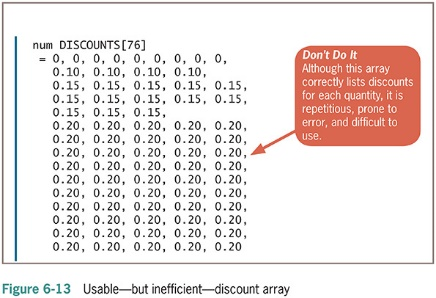 num DISCOUNTS[76]
= 0, 0, 0, 0, 0, 0, 0, 0, 0,
0.10, 0.10, 0.10, 0.10,
0.15, 0.15, 0.15, 0.15, 0.15,
0.15, 0.15, 0.15, 0.15, 0.15,
0.15, 0.15, 0.15,
0.20, 0.20, 0.20, 0.20, 0.20,
0.20, 0.20, 0.20, 0.20, 0.20,
0.20, 0.20, 0.20, 0.20, 0.20,
0.20, 0.20, 0.20, 0.20, 0.20,
0.20, 0.20, 0.20, 0.20, 0.20,
0.20, 0.20, 0.20, 0.20, 0.20,
0.20, 0.20, 0.20, 0.20, 0.20,
0.20, 0.20, 0.20, 0.20, 0.20,
0.20, 0.20, 0.20, 0.20, 0.20,
0.20, 0.20, 0.20, 0.20, 0.20
Don't Do It
Although this array
correctly lists discounts
for each quantity, it is
repetitious, prone to
error, and difficult to
use.
Figure 6-13 Usable—but inefficient—discount array